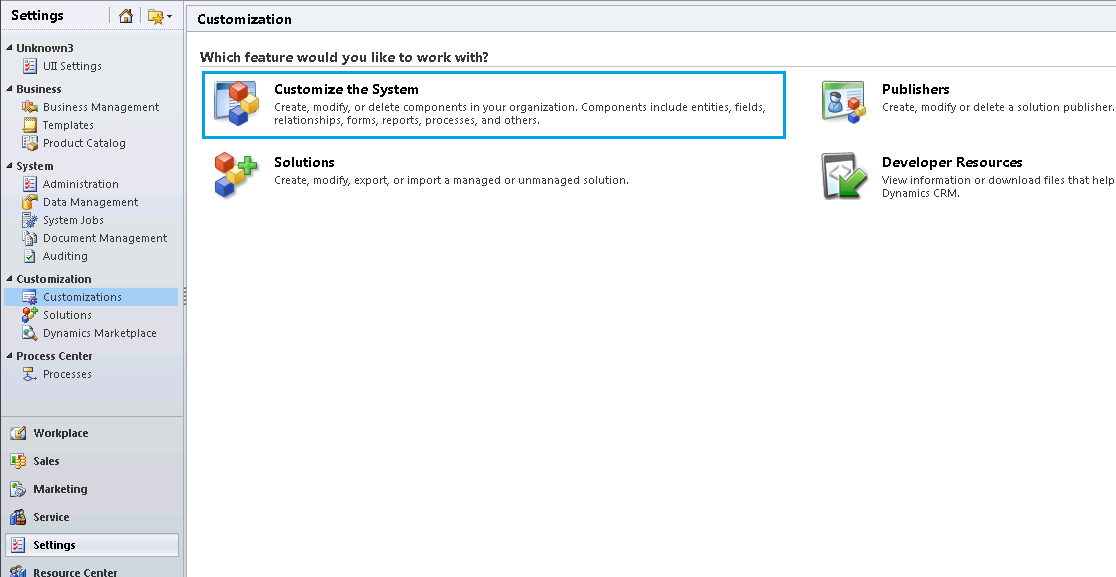 Settings
Unknown3
UII Settings
Business
Business Management
Templates
Product Catalog
System
Administration
Data Management
System Jobs
Document Management
Auditing
Customization
Customizations
Solutions
Dynamics Marketplace
Process Center
Processes
Workplace
Sales
Marketing
Service
Settings
Resource Center
Customization
Which feature would you like to work with?
Customize the System
Create, modify, or delete components in your organization. Components include entities, fields,
relationships, forms, reports, processes, and others.
Publishers
Create, modify or delete a solution publisher.
Solutions
Create, modify, export, or import a managed or unmanaged solution.
Developer Resources
View information or download files that help
Dynamics CRM.